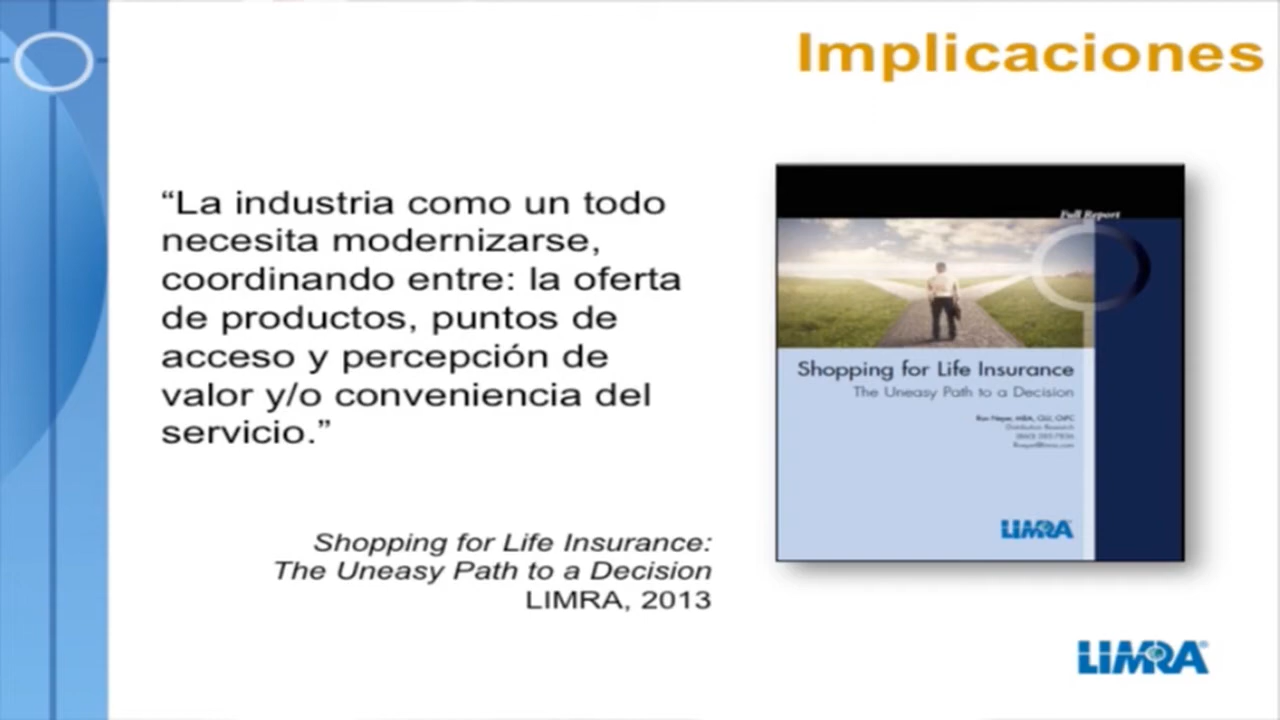 Implicaciones
“La industria como un todo
necesita modernizarse,
coordinando entre: la oferta
de productos, puntos de
acceso y percepción de
valor y/o conveniencia del
servicio.”
Shopping for Life Insurance:
The Uneasy Path to a Decision
LIMRA, 2013
Full Report
Shopping for Life Insurance
The Uneasy Path to a Decision
Distribution Research
LIMRA
LIMRA